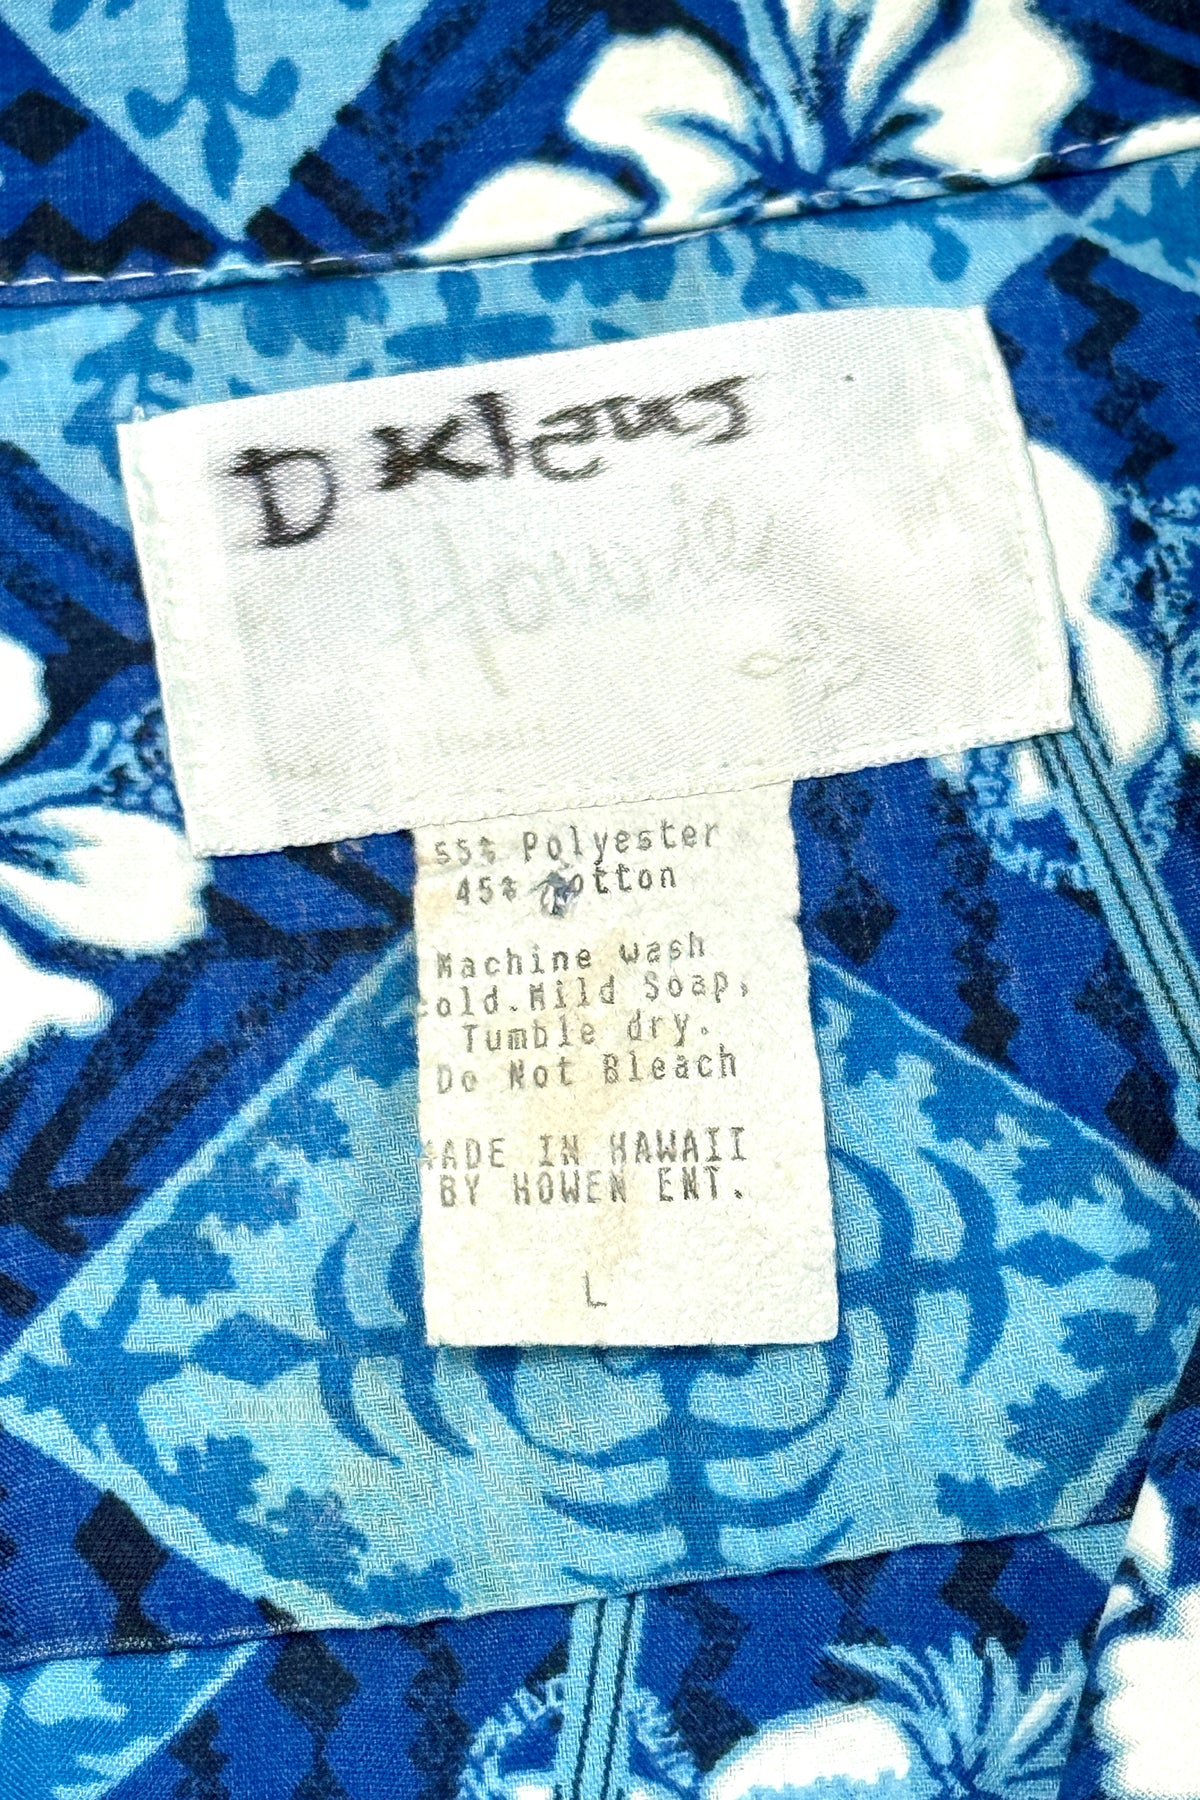 55% Polyester
45% Cotton
Machine wash
cold. Mild Soap,
Tumble dry.
Do Not Bleach
MADE IN HAWAII
BY HOWEN ENT.
L